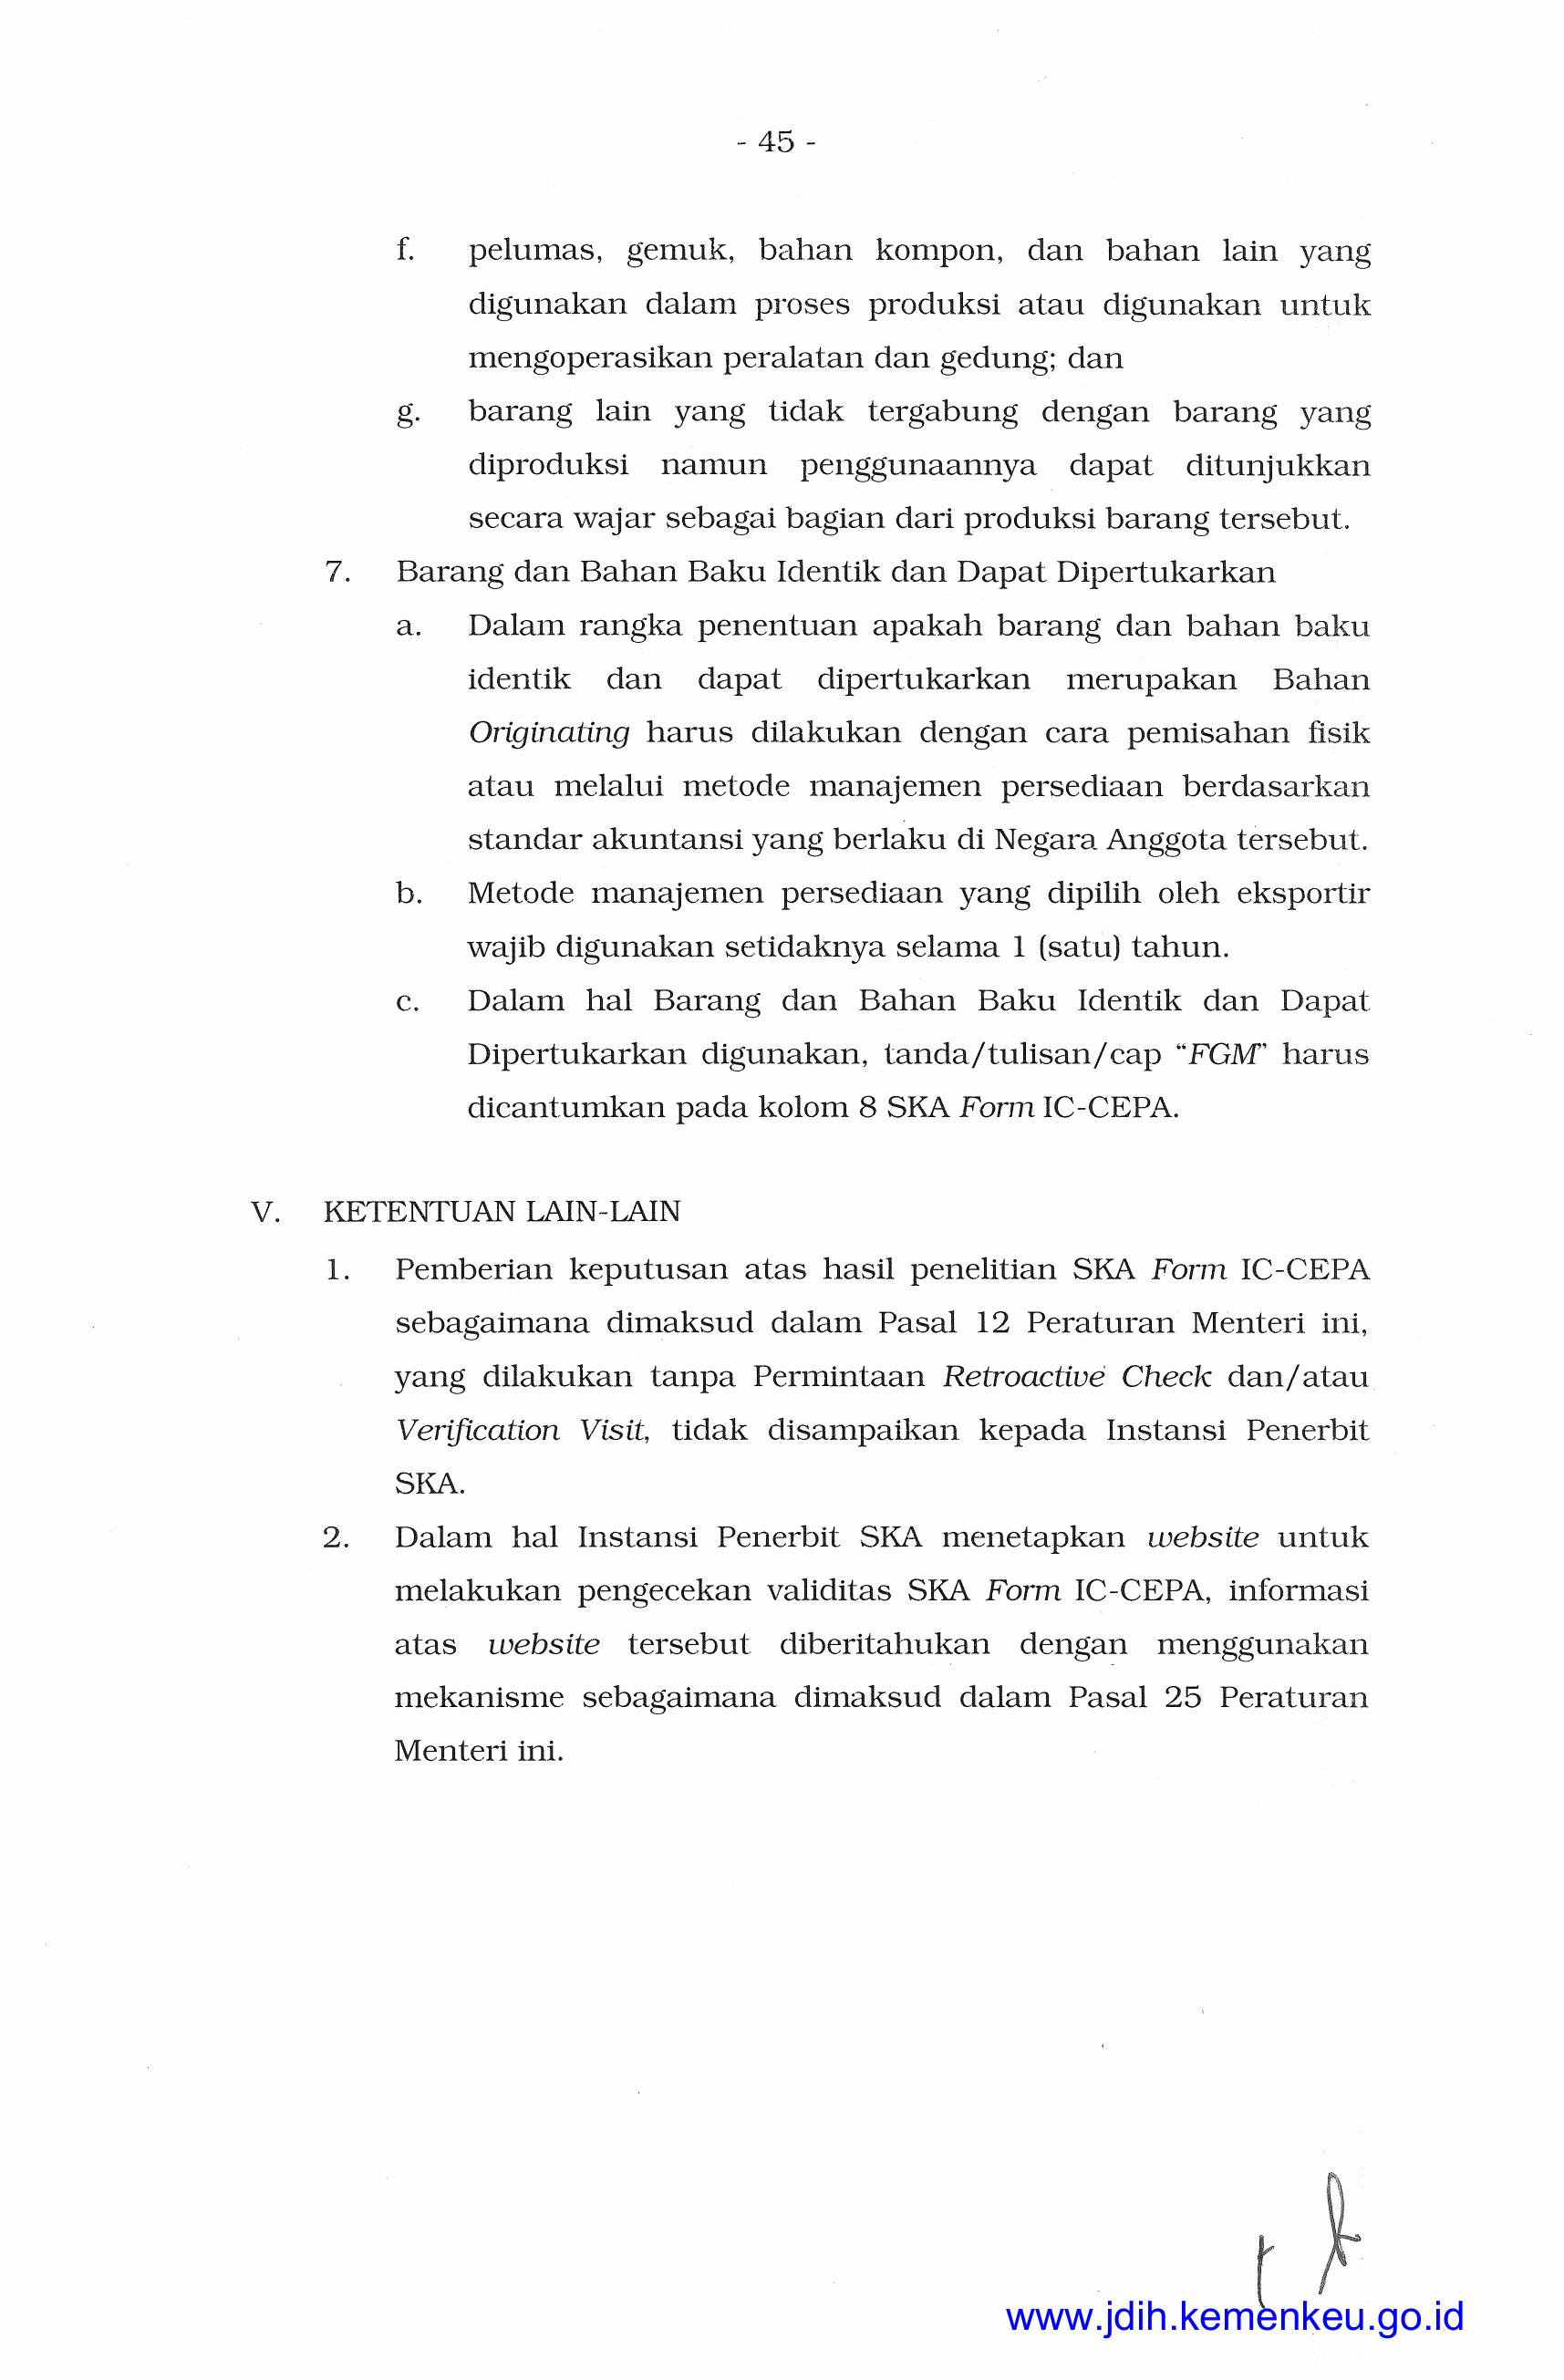 - 45 -
f. pelumas, gemuk, bahan kompon, dan bahan lain yang
digunakan dalam proses produksi atau digunakan untuk
mengoperasikan peralatan dan gedung; dan
g. barang lain yang tidak tergabung dengan barang yang
diproduksi namun penggunaannya dapat ditunjukkan
secara wajar sebagai bagian dari produksi barang tersebut.
7. Barang dan Bahan Baku Identik dan Dapat Dipertukarkan
a. Dalam rangka penentuan apakah barang dan bahan baku
identik dan dapat dipertukarkan merupakan Bahan
Originating harus dilakukan dengan cara pemisahan fisik
atau melalui metode manajemen persediaan berdasarkan
standar akuntansi yang berlaku di Negara Anggota tersebut.
b. Metode manajemen persediaan yang dipilih oleh eksportir
wajib digunakan setidaknya selama 1 (satu) tahun.
c. Dalam hal Barang dan Bahan Baku Identik dan Dapat
Dipertukarkan digunakan, tanda/tulisan/cap “FGM” harus
dicantumkan pada kolom 8 SKA Form IC-CEPA.
V. KETENTUAN LAIN-LAIN
1. Pemberian keputusan atas hasil penelitian SKA Form IC-CEPA
sebagaimana dimaksud dalam Pasal 12 Peraturan Menteri ini,
yang dilakukan tanpa Permintaan Retroactive Check dan/atau
Verification Visit, tidak disampaikan kepada Instansi Penerbit
SKA.
2. Dalam hal Instansi Penerbit SKA menetapkan website untuk
melakukan pengecekan validitas SKA Form IC-CEPA, informasi
atas website tersebut diberitahukan dengan menggunakan
mekanisme sebagaimana dimaksud dalam Pasal 25 Peraturan
Menteri ini.
www.jdih.kemenkeu.go.id